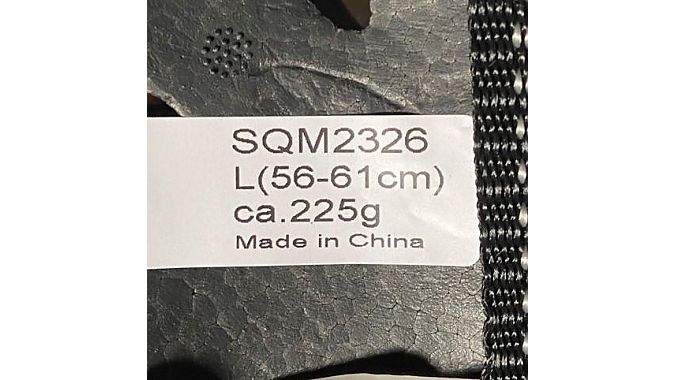 SQM2326
L(56-61cm)
ca.225g
Made in China